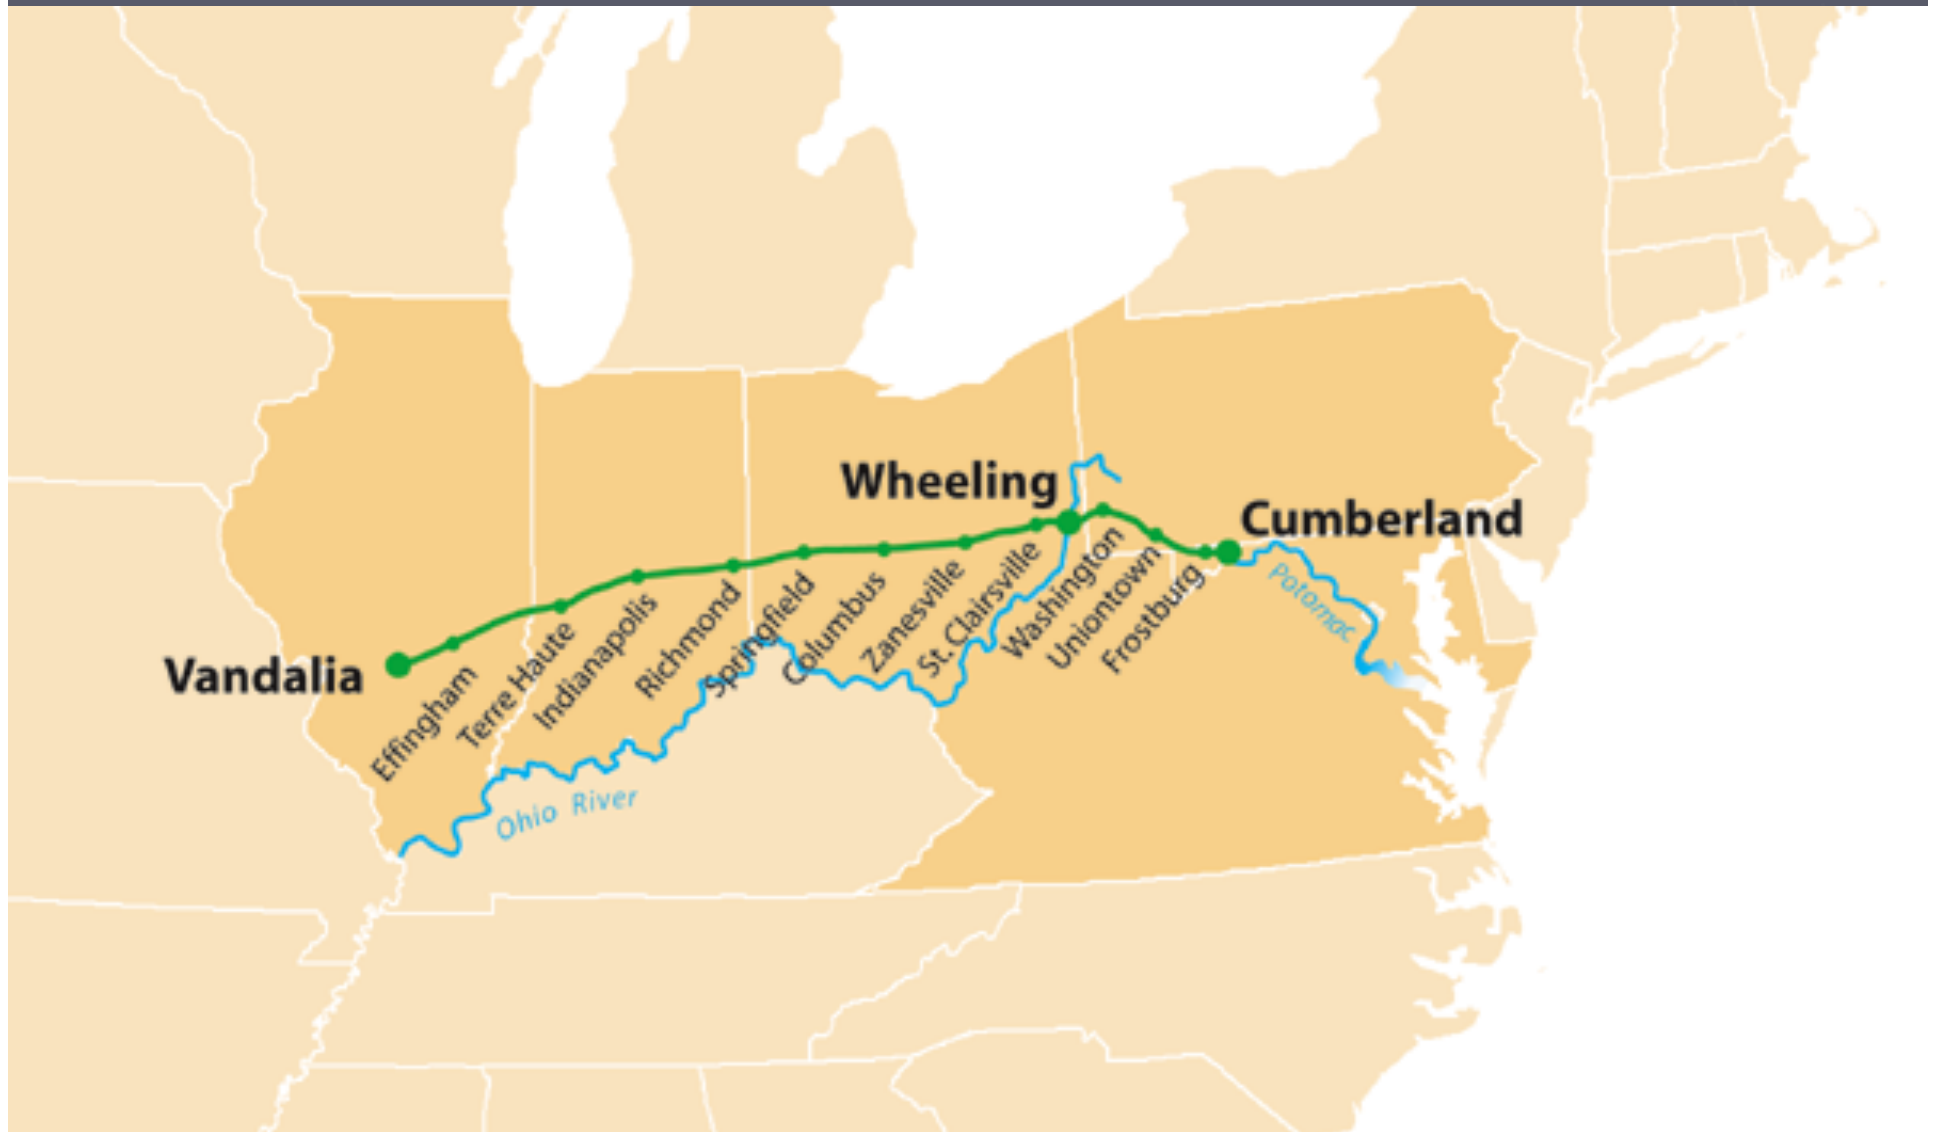 Wheeling
Cumberland
Vandalia
Effingham
Terre Haute
Indianapolis
Richmond
Springfield
Columbus
Zanesville
St. Clairsville
Washington
Uniontown
Frostburg
Potomac
Ohio River